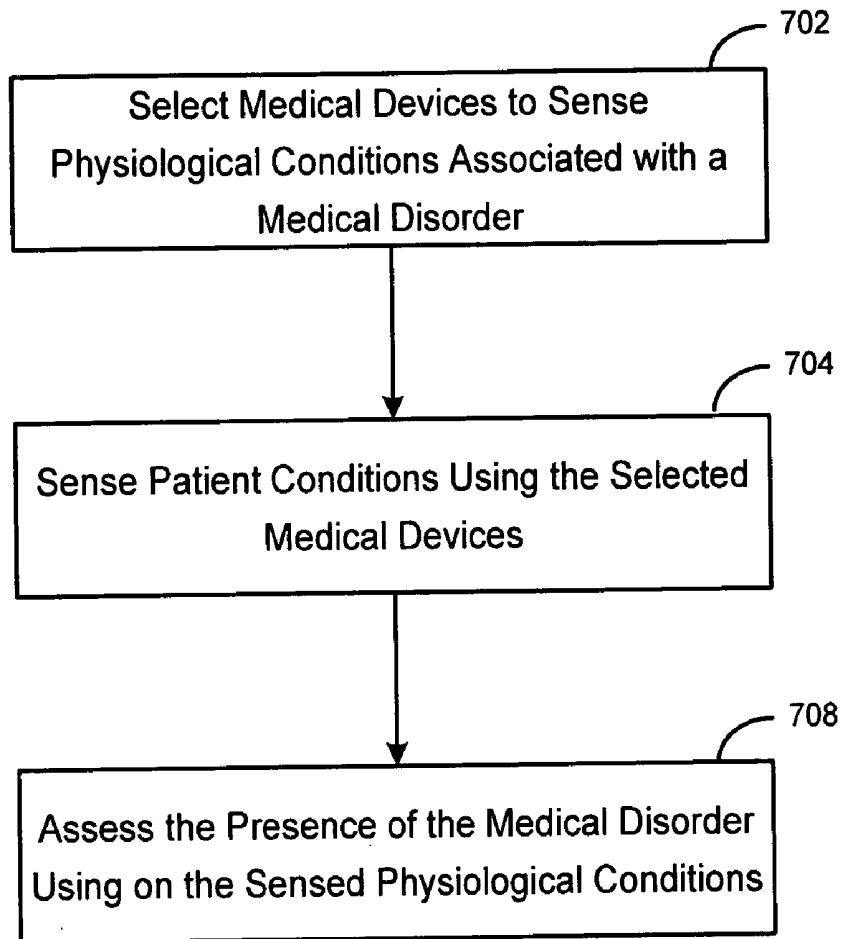 702
Select Medical Devices to Sense
Physiological Conditions Associated with a
Medical Disorder
704
Sense Patient Conditions Using the Selected
Medical Devices
708
Assess the Presence of the Medical Disorder
Using on the Sensed Physiological Conditions